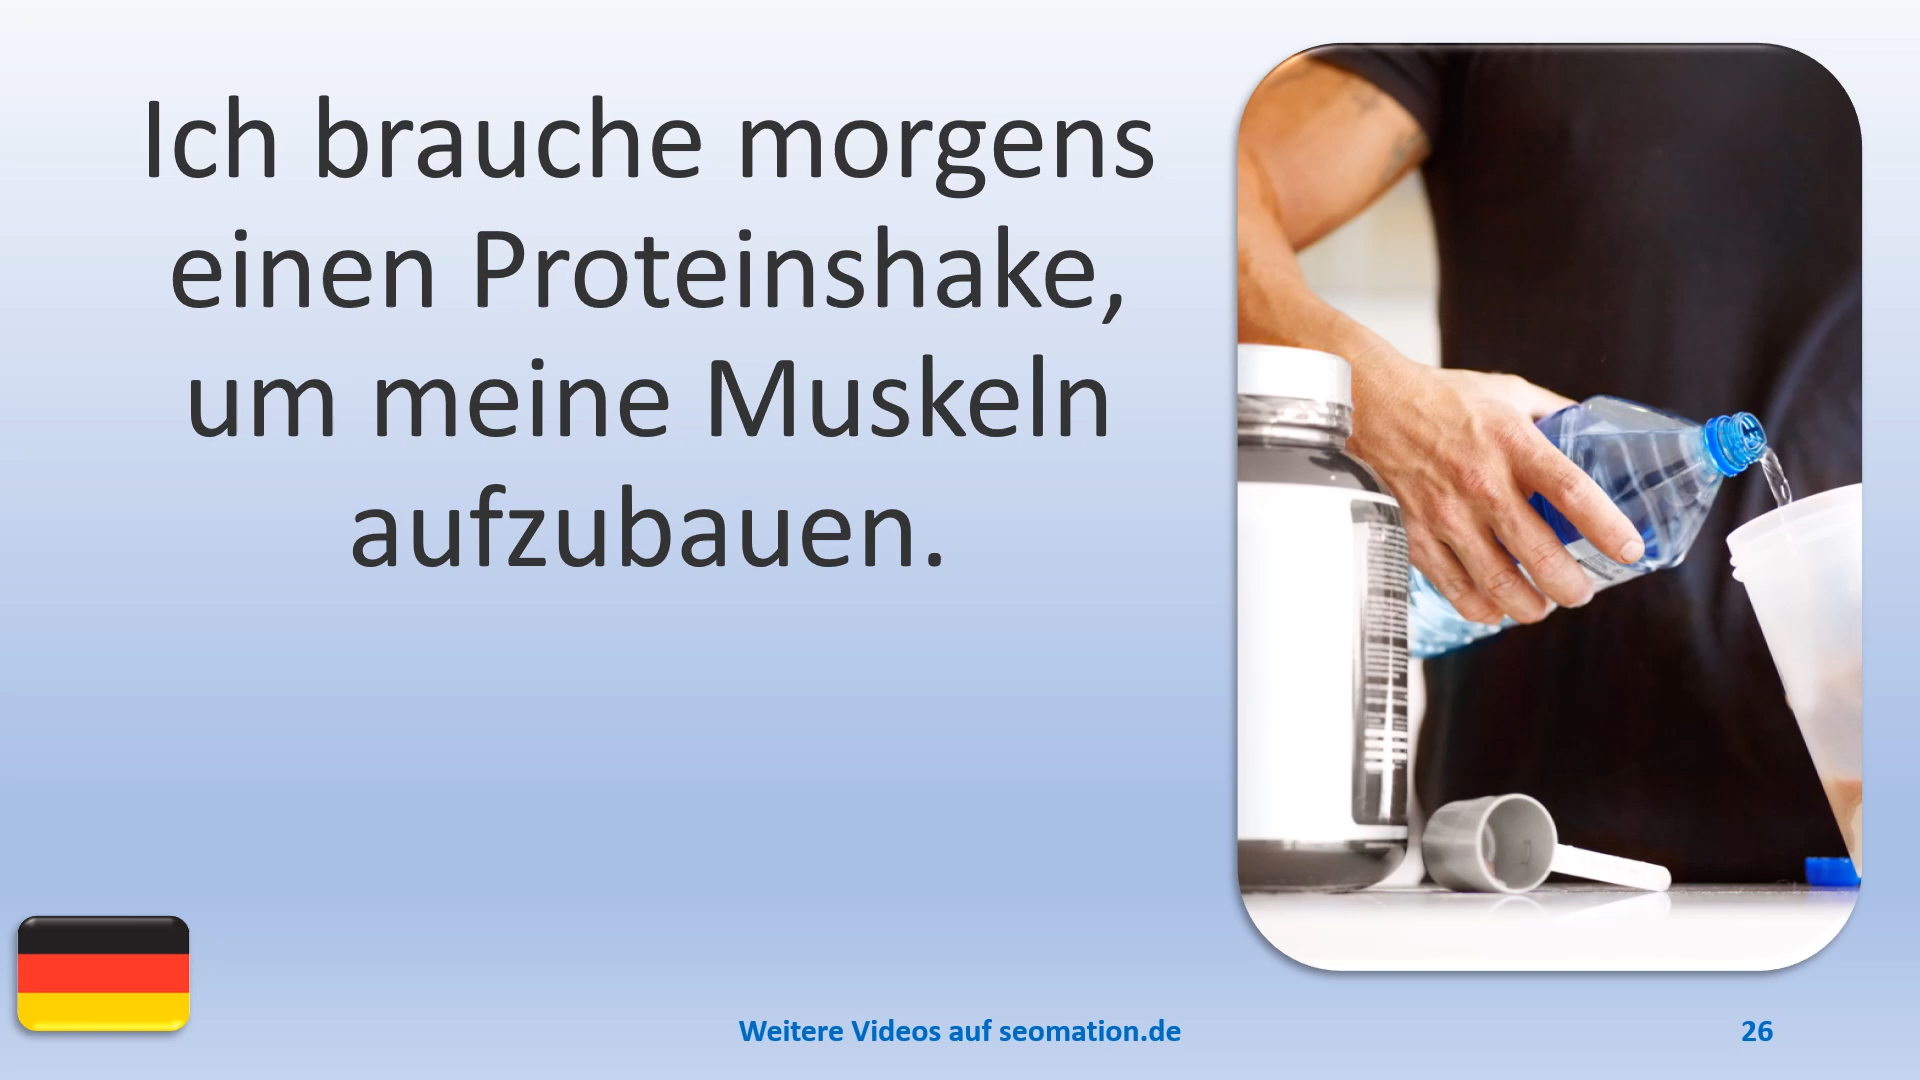 Ich brauche morgens
einen Proteinshake,
um meine Muskeln
aufzubauen.
Weitere Videos auf seomation.de
26